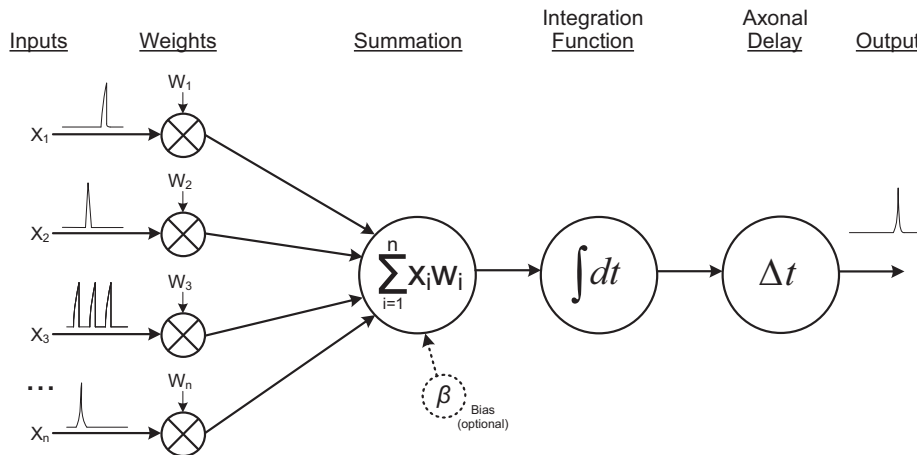 Inputs Weights Summation Integration Function Axonal Delay Output
W₁
X₁
W₂
X₂
n
∑ xᵢwᵢ
i=1
∫dt
Δt
W₃
X₃
...
β
Bias
(optional)
Wₙ
Xₙ